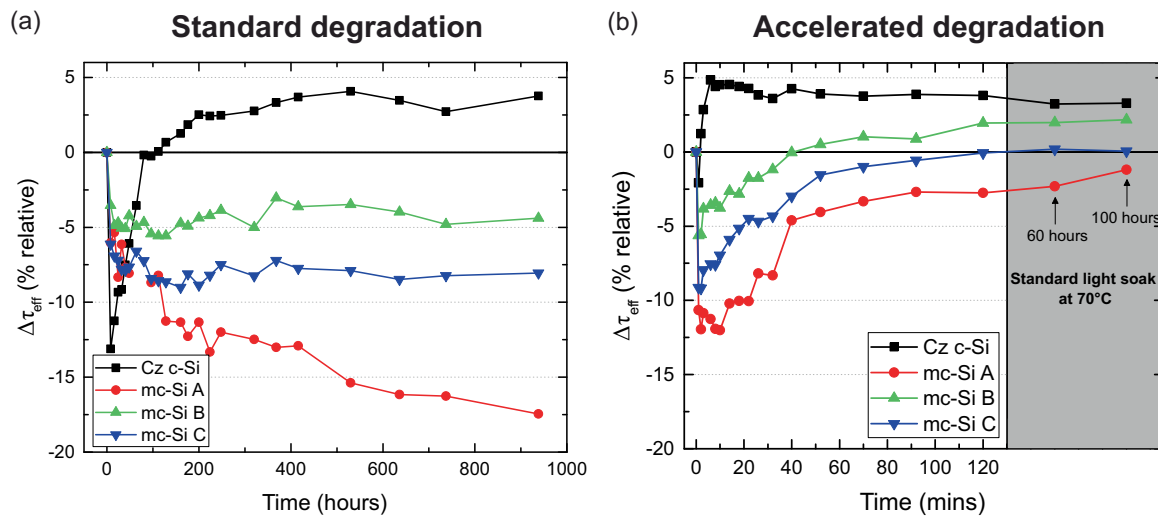 (a)
Standard degradation
5
0
-5
-10
-15
-20
Δτeff (% relative)
Cz c-Si
mc-Si A
mc-Si B
mc-Si C
0 200 400 600 800 1000
Time (hours)
(b)
Accelerated degradation
5
0
-5
-10
-15
-20
Δτeff (% relative)
100 hours
60 hours
Standard light soak
at 70°C
Cz c-Si
mc-Si A
mc-Si B
mc-Si C
0 20 40 60 80 100 120
Time (mins)